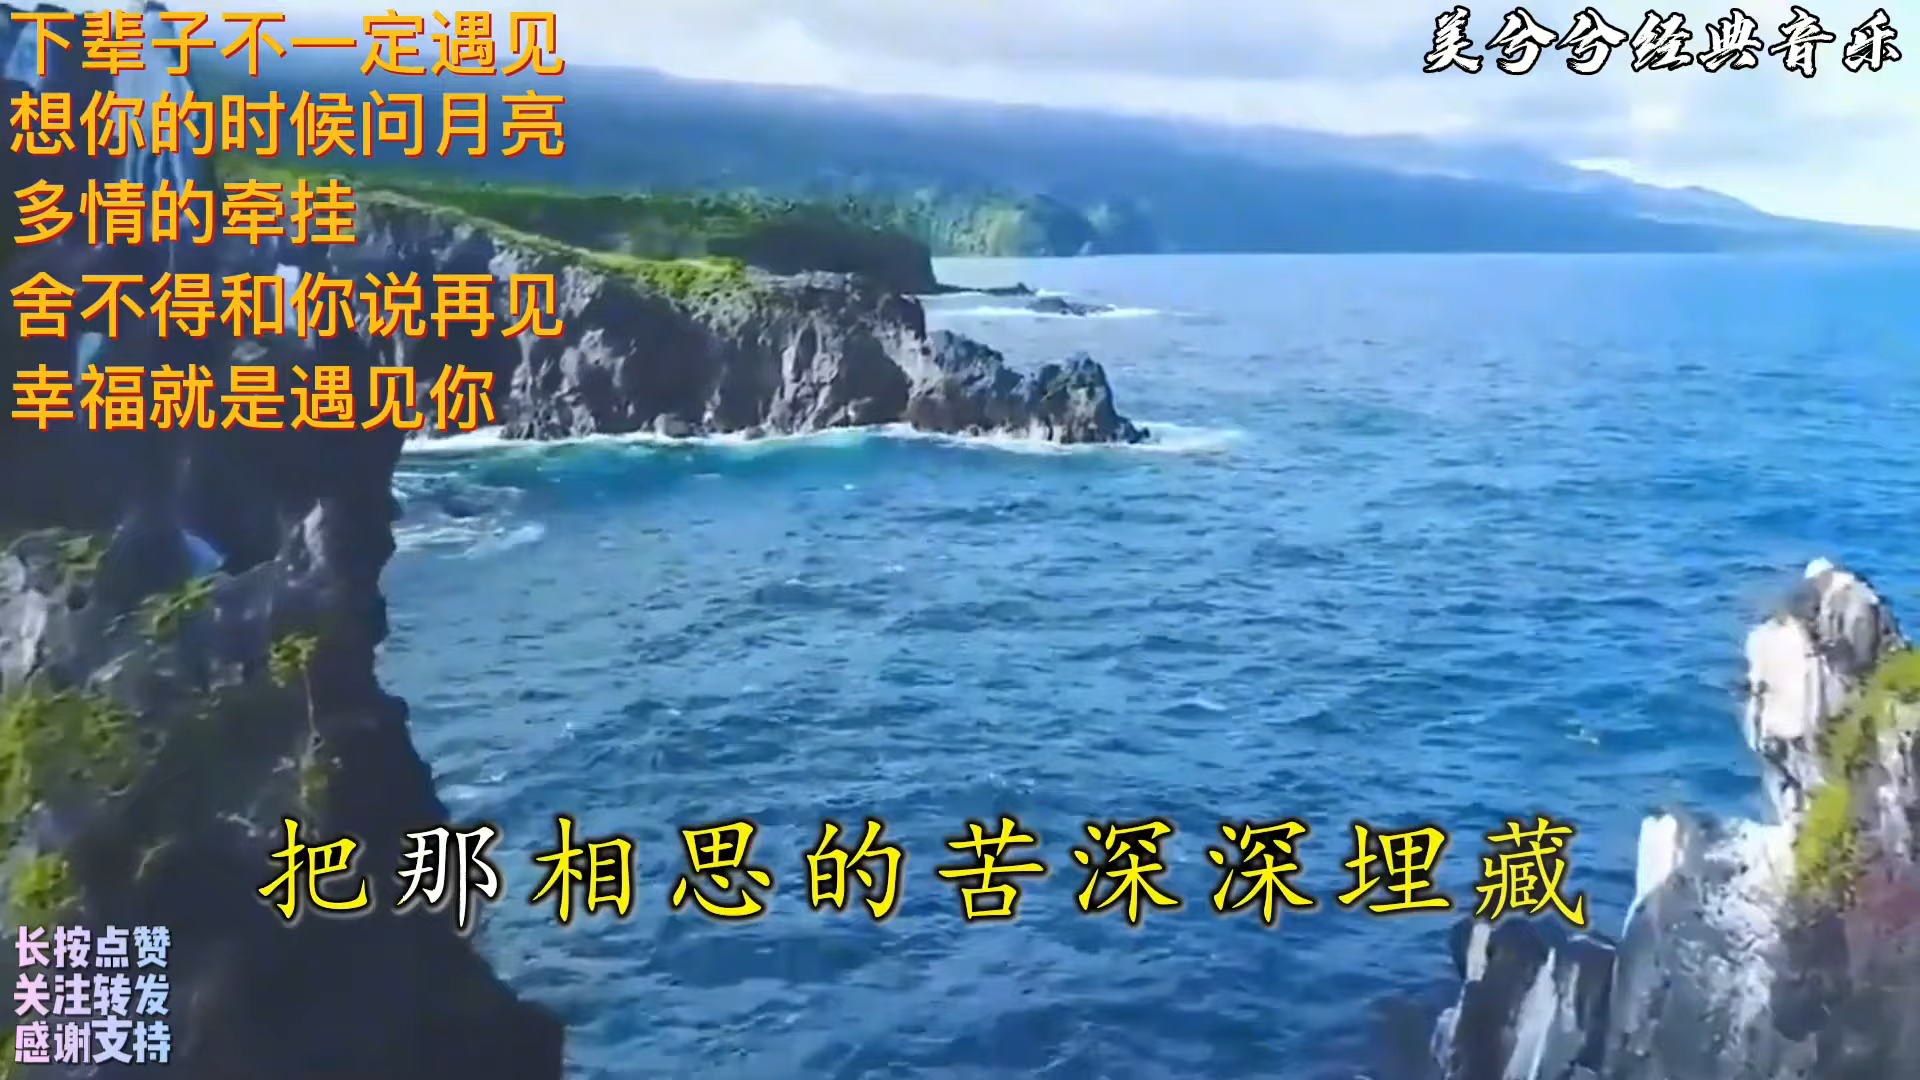 下辈子不一定遇见
想你的时候问月亮
多情的牵挂
舍不得和你说再见
幸福就是遇见你
美兮兮经典音乐
把那相思的苦深深埋藏
长按点赞
关注转发
感谢支持